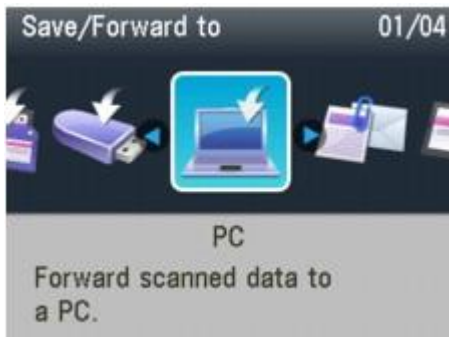 Save/Forward to 01/04
PC
Forward scanned data to
a PC.